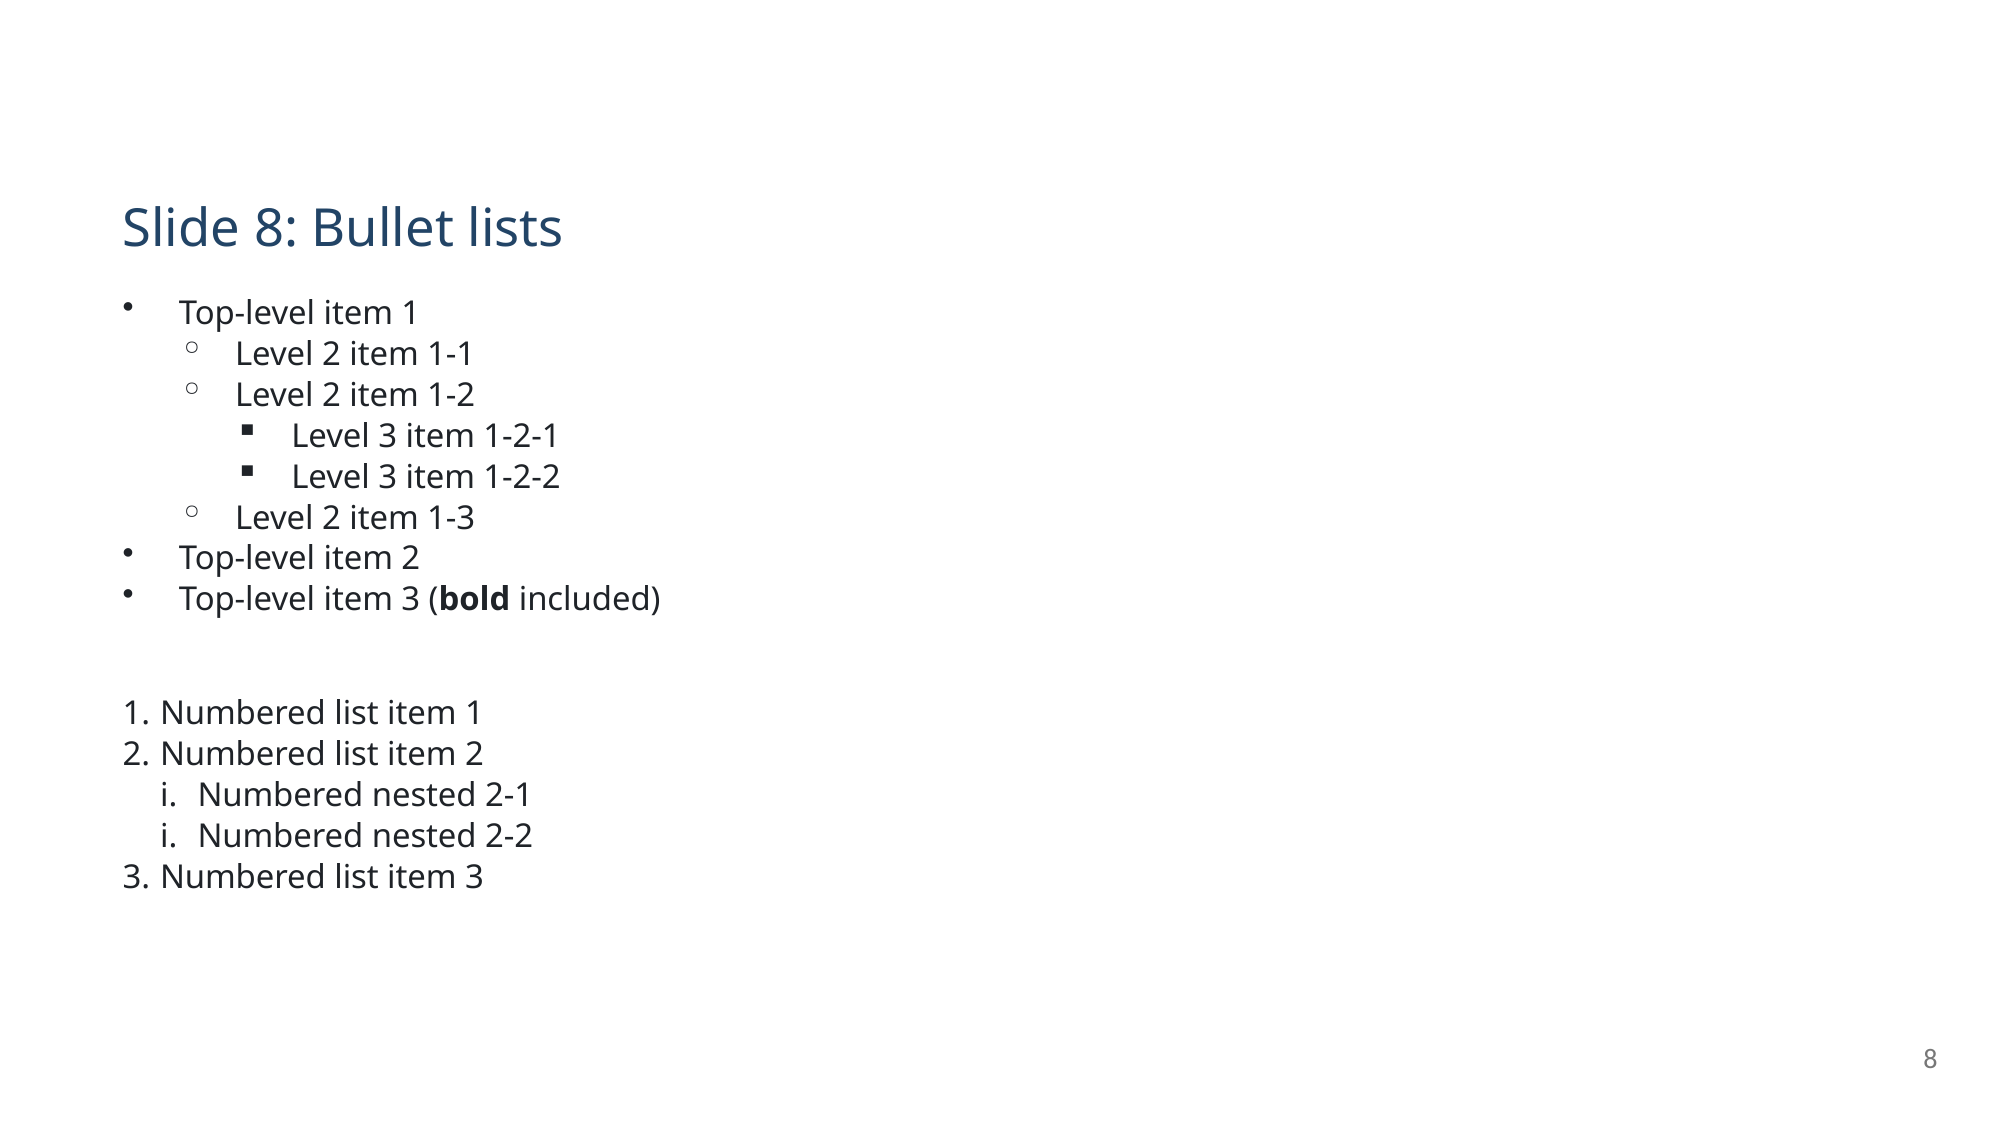 Slide 8: Bullet lists
• Top-level item 1
○ Level 2 item 1-1
○ Level 2 item 1-2
▪ Level 3 item 1-2-1
▪ Level 3 item 1-2-2
○ Level 2 item 1-3
• Top-level item 2
• Top-level item 3 (bold included)
1. Numbered list item 1
2. Numbered list item 2
i. Numbered nested 2-1
i. Numbered nested 2-2
3. Numbered list item 3
8